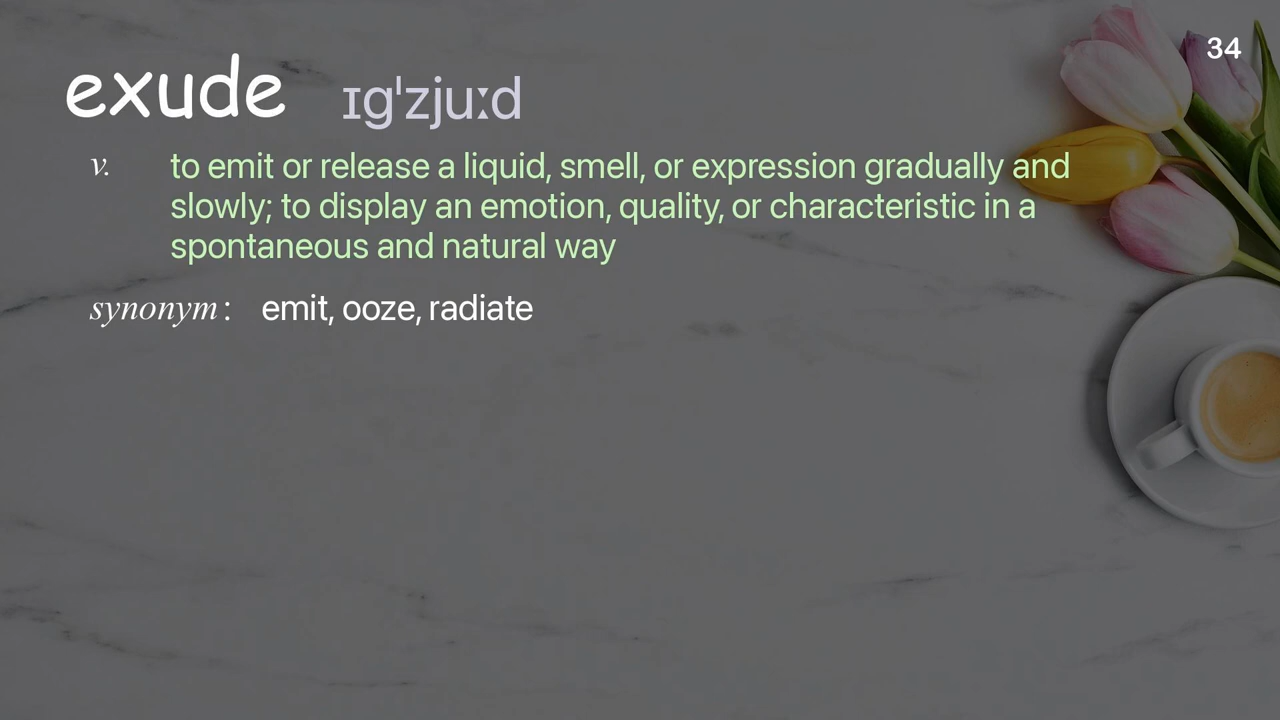 34
exude ɪgˈzjuːd
v. to emit or release a liquid, smell, or expression gradually and
slowly; to display an emotion, quality, or characteristic in a
spontaneous and natural way
synonym : emit, ooze, radiate